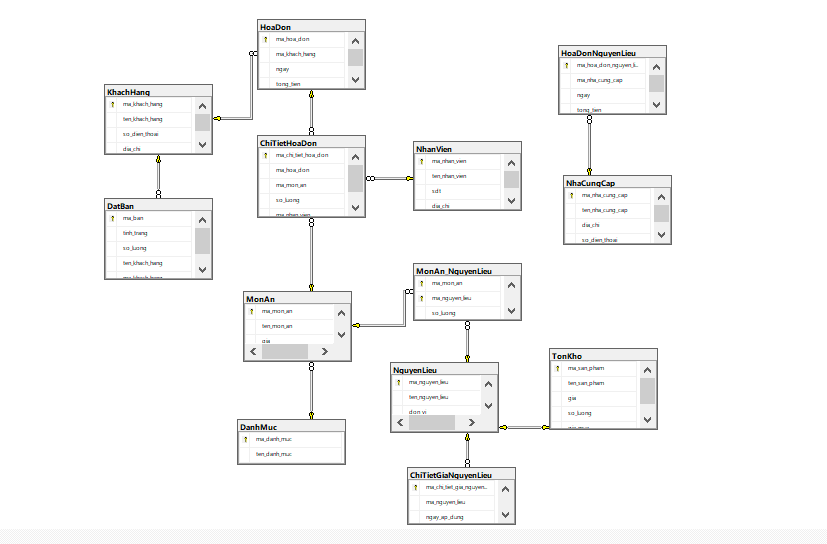 HoaDon
ma_hoa_don
ma_khach_hang
ngay
tong_tien
HoaDonNguyenLieu
ma_hoa_don_nguyen_li..
ma_nha_cung_cap
ngay
tong_tien
KhachHang
ma_khach_hang
ten_khach_hang
so_dien_thoai
dia_chi
ChiTietHoaDon
ma_chi_tiet_hoa_don
ma_hoa_don
ma_mon_an
so_luong
ma_nhan_vien
NhanVien
ma_nhan_vien
ten_nhan_vien
sdt
dia_chi
NhaCungCap
ma_nha_cung_cap
ten_nha_cung_cap
dia_chi
so_dien_thoai
DatBan
ma_ban
tinh_trang
so_luong
ten_khach_hang
ma_khach_hang
MonAn_NguyenLieu
ma_mon_an
ma_nguyen_lieu
so_luong
MonAn
ma_mon_an
ten_mon_an
gia
NguyenLieu
ma_nguyen_lieu
ten_nguyen_lieu
don_vi
TonKho
ma_san_pham
ten_san_pham
gia
so_luong
DanhMuc
ma_danh_muc
ten_danh_muc
ChiTietGiaNguyenLieu
ma_chi_tiet_gia_nguyen..
ma_nguyen_lieu
ngay_ap_dung